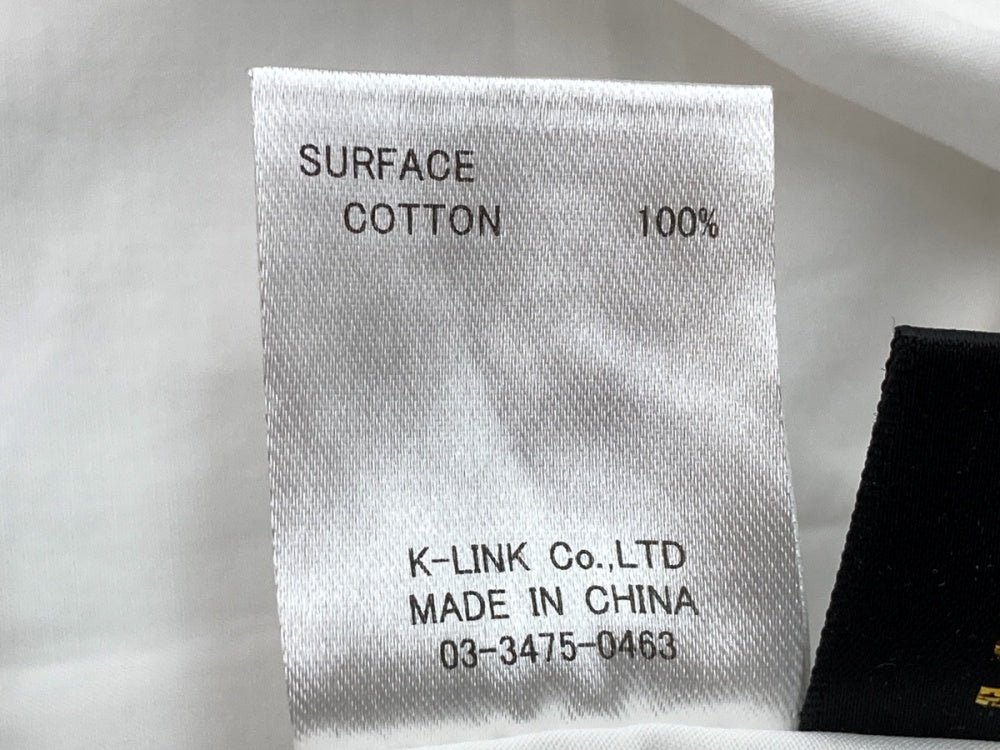 SURFACE
COTTON 100%
K-LINK Co.,LTD
MADE IN CHINA
03-3475-0463